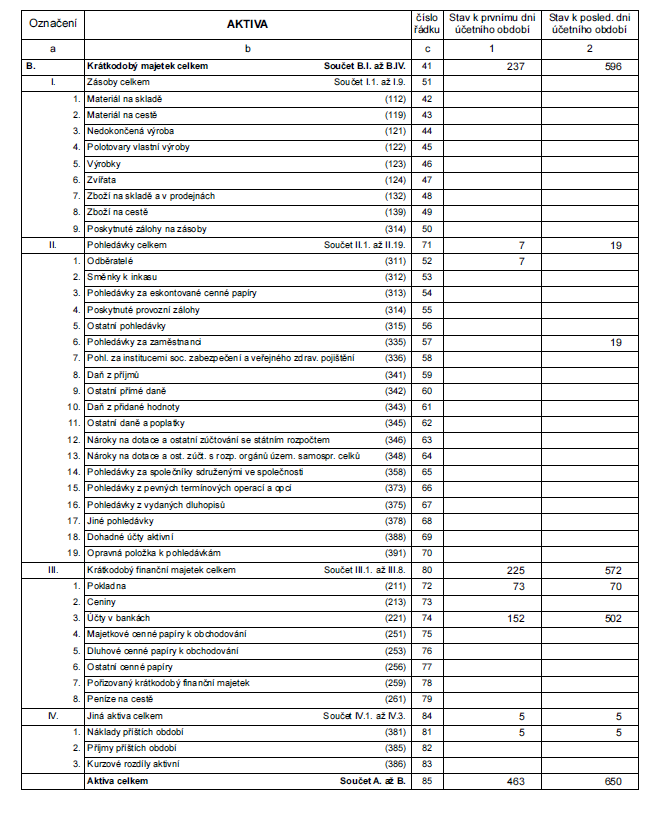 Označení AKTIVA číslo řádku Stav k prvnímu dni účetního období Stav k posled. dni účetního období
a b c 1 2
B. Krátkodobý majetek celkem Součet B.I. až B.IV. 41 237 596
I. Zásoby celkem Součet I.1. až I.9. 51
1. Materiál na skladě (112) 42
2. Materiál na cestě (119) 43
3. Nedokončená výroba (121) 44
4. Polotovary vlastní výroby (122) 45
5. Výrobky (123) 46
6. Zvířata (124) 47
7. Zboží na skladě a v prodejnách (132) 48
8. Zboží na cestě (139) 49
9. Poskytnuté zálohy na zásoby (314) 50
II. Pohledávky celkem Součet II.1. až II.19. 71 7 19
1. Odběratelé (311) 52 7
2. Směnky k inkasu (312) 53
3. Pohledávky za eskontované cenné papíry (313) 54
4. Poskytnuté provozní zálohy (314) 55
5. Ostatní pohledávky (315) 56
6. Pohledávky za zaměstnanci (335) 57 19
7. Pohl. za institucemi soc. zabezpečení a veřejného zdrav. pojištění (336) 58
8. Daň z příjmů (341) 59
9. Ostatní přímé daně (342) 60
10. Daň z přidané hodnoty (343) 61
11. Ostatní daně a poplatky (345) 62
12. Nároky na dotace a ostatní zúčtování se státním rozpočtem (346) 63
13. Nároky na dotace a ost. zúčt. s rozp. orgánů územ. samospr. celků (348) 64
14. Pohledávky za společníky sdruženými ve společnosti (358) 65
15. Pohledávky z pevných termínových operací a opcí (373) 66
16. Pohledávky z vydaných dluhopisů (375) 67
17. Jiné pohledávky (378) 68
18. Dohadné účty aktivní (388) 69
19. Opravná položka k pohledávkám (391) 70
III. Krátkodobý finanční majetek celkem Součet III.1. až III.8. 80 225 572
1. Pokladna (211) 72 73 70
2. Ceniny (213) 73
3. Účty v bankách (221) 74 152 502
4. Majetkové cenné papíry k obchodování (251) 75
5. Dluhové cenné papíry k obchodování (253) 76
6. Ostatní cenné papíry (256) 77
7. Pořizovaný krátkodobý finanční majetek (259) 78
8. Peníze na cestě (261) 79
IV. Jiná aktiva celkem Součet IV.1. až IV.3. 84 5 5
1. Náklady příštích období (381) 81 5 5
2. Příjmy příštích období (385) 82
3. Kurzové rozdíly aktivní (386) 83
Aktiva celkem Součet A. až B. 85 463 650